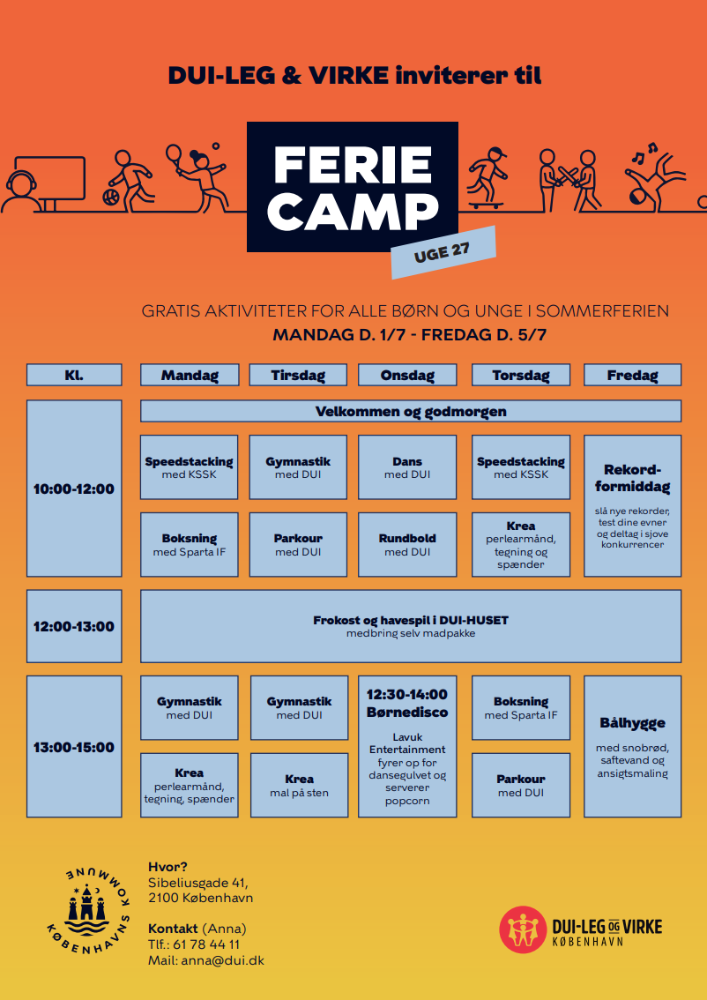 DUI-LEG & VIRKE inviterer til
FERIE
CAMP
UGE 27
GRATIS AKTIVITETER FOR ALLE BØRN OG UNGE I SOMMERFERIEN
MANDAG D. 1/7 - FREDAG D. 5/7
Kl.
Mandag
Tirsdag
Onsdag
Torsdag
Fredag
10:00-12:00
Velkommen og godmorgen
Speedstacking
med KSSK
Gymnastik
med DUI
Dans
med DUI
Speedstacking
med KSSK
Rekord-
formiddag
slå nye rekorder,
test dine evner
og deltag i sjove
konkurrencer
Boksning
med Sparta IF
Parkour
med DUI
Rundbold
med DUI
Krea
perlearmånd,
tegning og
spænder
12:00-13:00
Frokost og havespil i DUI-HUSET
medbring selv madpakke
13:00-15:00
Gymnastik
med DUI
Gymnastik
med DUI
12:30-14:00
Børnedisco
Lavuk
Entertainment
fyrer op for
dansegulvet og
serverer
popcorn
Boksning
med Sparta IF
Bålhygge
med snobrød,
saftevand og
ansigtsmaling
Krea
perlearmånd,
tegning, spænder
Krea
mal på sten
Parkour
med DUI
KØBENHAVNS KOMMUNE
Hvor?
Sibeliusgade 41,
2100 København
Kontakt (Anna)
Tlf.: 61 78 44 11
Mail: anna@dui.dk
DUI-LEG OG VIRKE
KØBENHAVN